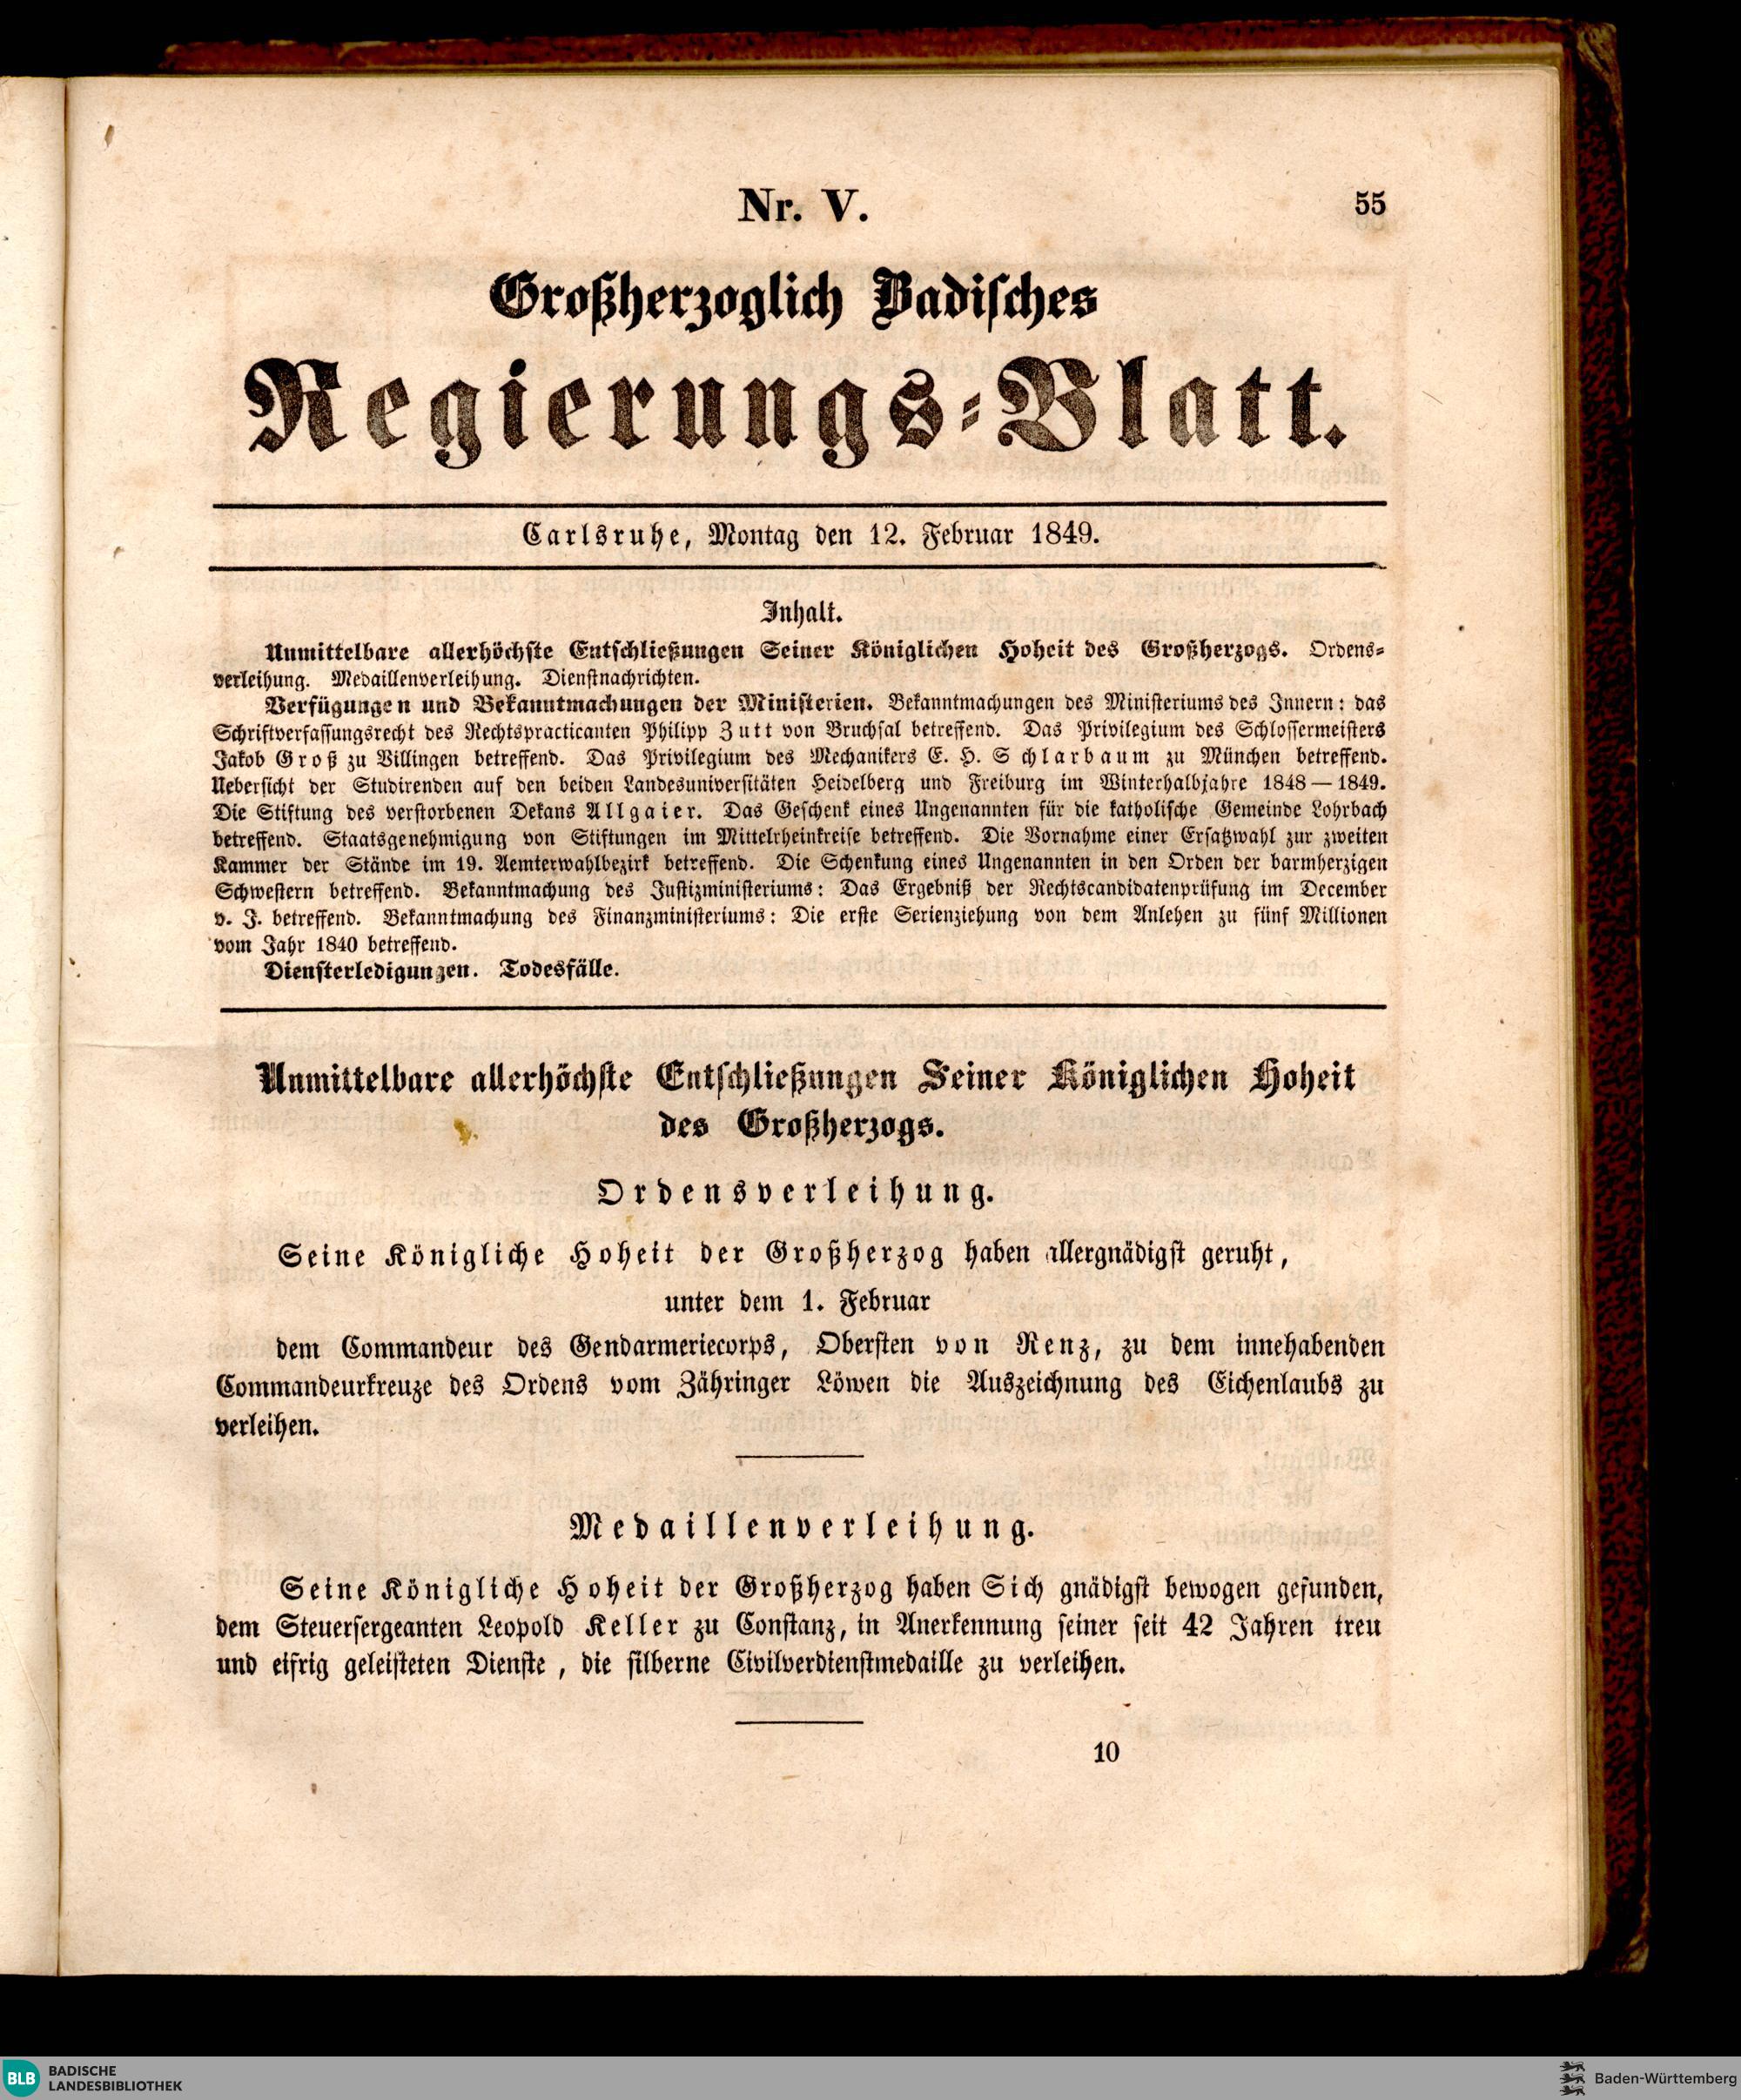 Nr. V.
55
Großherzoglich Badisches
Regierungs-Blatt.
Carlsruhe, Montag den 12. Februar 1849.
Inhalt.
Unmittelbare allerhöchste Entschließungen Seiner Königlichen Hoheit des Großherzogs. Ordens-
verleihung. Medaillenverleihung. Dienstnachrichten.
Verfügungen und Bekanntmachungen der Ministerien. Bekanntmachungen des Ministeriums des Innern: das
Schriftverfassungsrecht des Rechtspracticanten Philipp Zutt von Bruchsal betreffend. Das Privilegium des Schlossermeisters
Jakob Groß zu Villingen betreffend. Das Privilegium des Mechanikers E. H. Schlarbaum zu München betreffend.
Uebersicht der Studirenden auf den beiden Landesuniversitäten Heidelberg und Freiburg im Winterhalbjahre 1848 — 1849.
Die Stiftung des verstorbenen Dekans Allgaier. Das Geschenk eines Ungenannten für die katholische Gemeinde Lohrbach
betreffend. Staatsgenehmigung von Stiftungen im Mittelrheinkreise betreffend. Die Vornahme einer Ersatzwahl zur zweiten
Kammer der Stände im 19. Aemterwahlbezirk betreffend. Die Schenkung eines Ungenannten in den Orden der barmherzigen
Schwestern betreffend. Bekanntmachung des Justizministeriums: Das Ergebniß der Rechtscandidatenprüfung im December
v. J. betreffend. Bekanntmachung des Finanzministeriums: Die erste Serienziehung von dem Anlehen zu fünf Millionen
vom Jahr 1840 betreffend.
Diensterledigungen. Todesfälle.
Unmittelbare allerhöchste Entschließungen Seiner Königlichen Hoheit
des Großherzogs.
Ordensverleihung.
Seine Königliche Hoheit der Großherzog haben allergnädigst geruht,
unter dem 1. Februar
dem Commandeur des Gendarmeriecorps, Obersten von Renz, zu dem innehabenden
Commandeurkreuze des Ordens vom Zähringer Löwen die Auszeichnung des Eichenlaubs zu
verleihen.
Medaillenverleihung.
Seine Königliche Hoheit der Großherzog haben Sich gnädigst bewogen gefunden,
dem Steuersergeanten Leopold Keller zu Constanz, in Anerkennung seiner seit 42 Jahren treu
und eifrig geleisteten Dienste, die silberne Civilverdienstmedaille zu verleihen.
10
BLB BADISCHE
LANDESBIBLIOTHEK
Baden-Württemberg